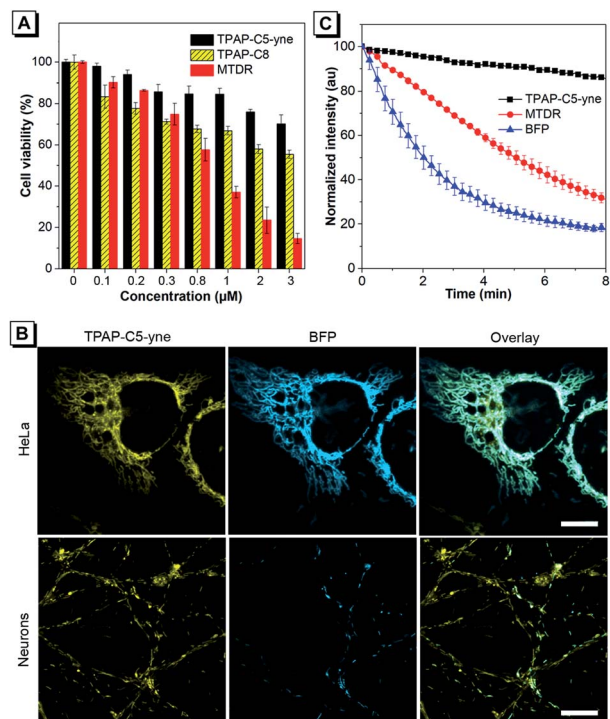 A
TPAP-C5-yne
TPAP-C8
MTDR
Cell viability (%)
100
80
60
40
20
0
0 0.1 0.2 0.3 0.8 1 2 3
Concentration (µM)
C
Normalized intensity (au)
100
80
60
40
20
0
TPAP-C5-yne
MTDR
BFP
0 2 4 6 8
Time (min)
B
TPAP-C5-yne BFP Overlay
HeLa
Neurons